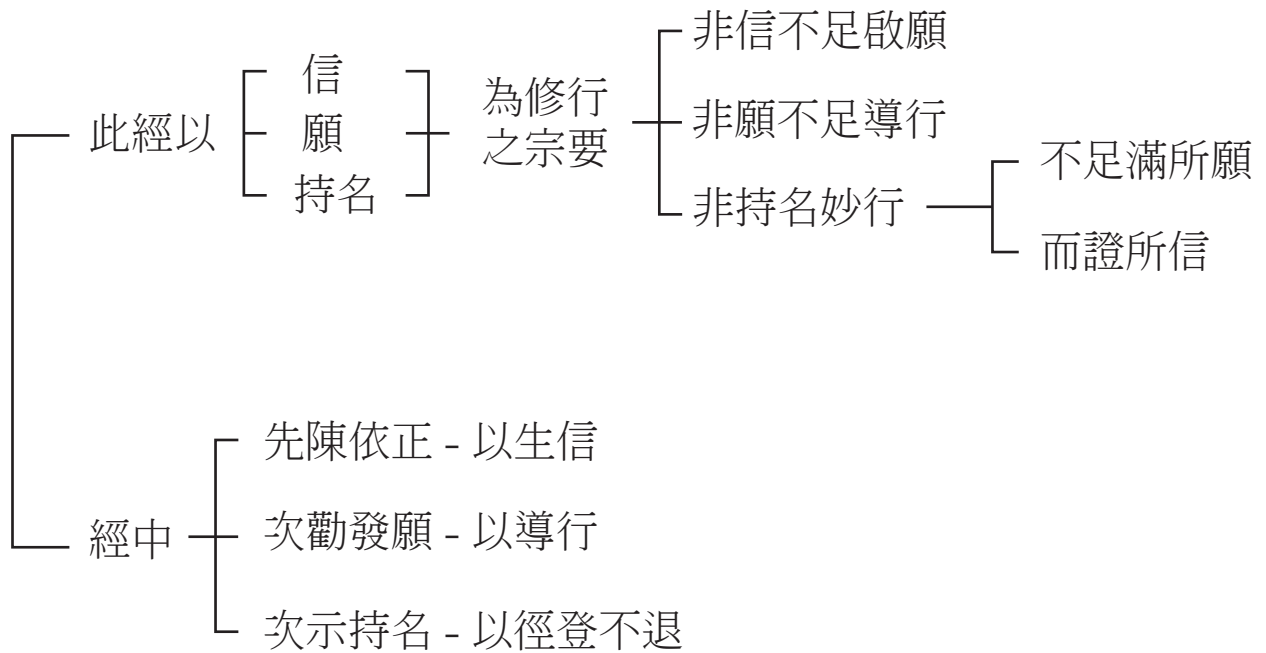 此經以
信
願
持名
為修行
之宗要
非信不足啟願
非願不足導行
非持名妙行
不足滿所願
而證所信
經中
先陳依正 - 以生信
次勸發願 - 以導行
次示持名 - 以徑登不退